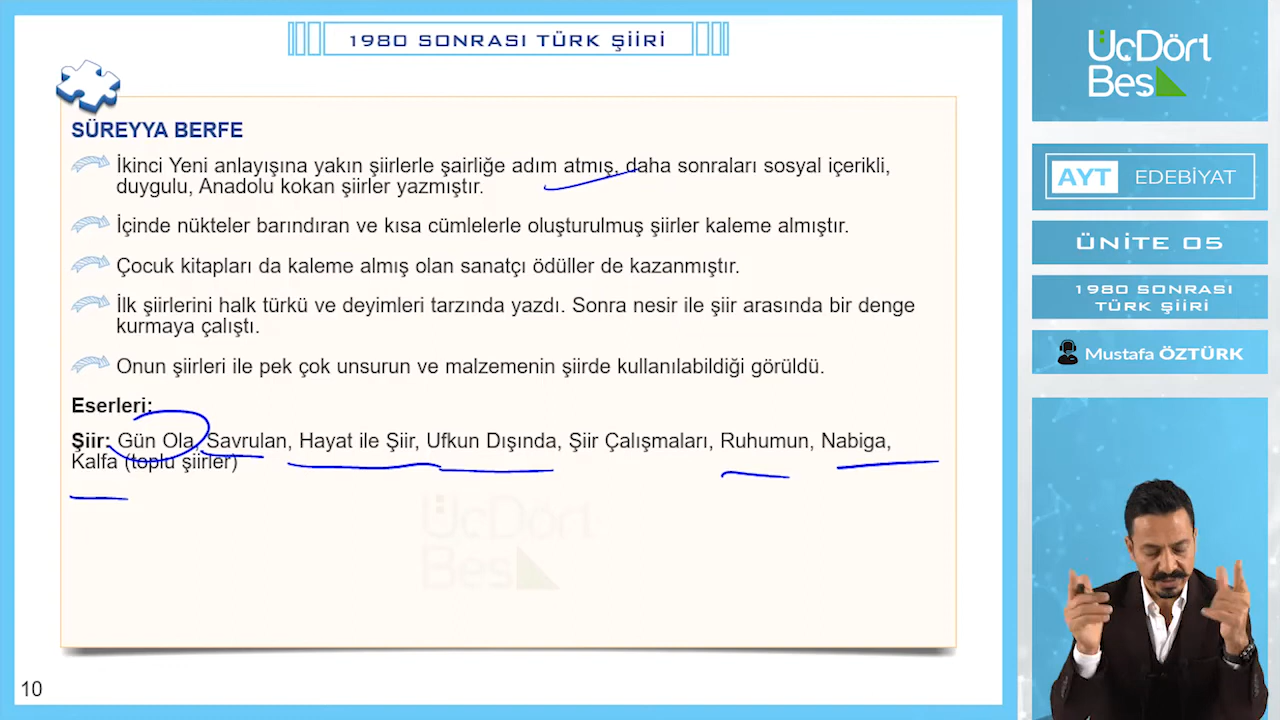 1980 SONRASI TÜRK ŞİİRİ
SÜREYYA BERFE
İkinci Yeni anlayışına yakın şiirlerle şairliğe adım atmış, daha sonraları sosyal içerikli,
duygulu, Anadolu kokan şiirler yazmıştır.
İçinde nükteler barındıran ve kısa cümlelerle oluşturulmuş şiirler kaleme almıştır.
Çocuk kitapları da kaleme almış olan sanatçı ödüller de kazanmıştır.
İlk şiirlerini halk türkü ve deyimleri tarzında yazdı. Sonra nesir ile şiir arasında bir denge
kurmaya çalıştı.
Onun şiirleri ile pek çok unsurun ve malzemenin şiirde kullanılabildiği görüldü.
Eserleri:
Şiir: Gün Ola, Savrulan, Hayat ile Şiir, Ufkun Dışında, Şiir Çalışmaları, Ruhumun, Nabiga,
Kalfa (toplu şiirler)
ÜçDört
Beş
10
ÜçDört
Beş
AYT EDEBİYAT
ÜNİTE 05
1980 SONRASI
TÜRK ŞİİRİ
Mustafa ÖZTÜRK